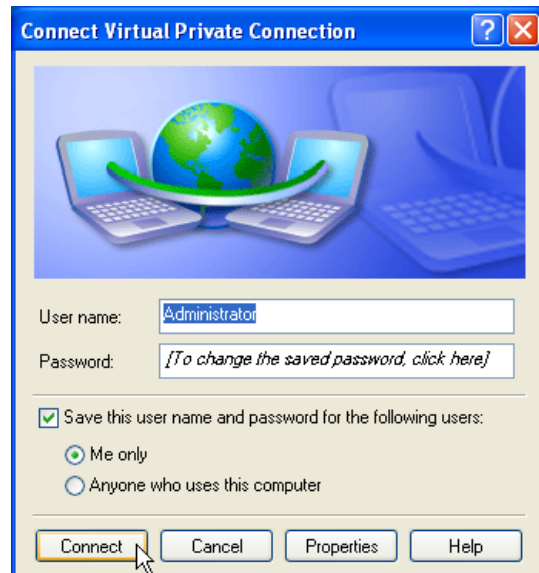 Connect Virtual Private Connection
User name: Administrator
Password: [To change the saved password, click here]
Save this user name and password for the following users:
Me only
Anyone who uses this computer
Connect Cancel Properties Help